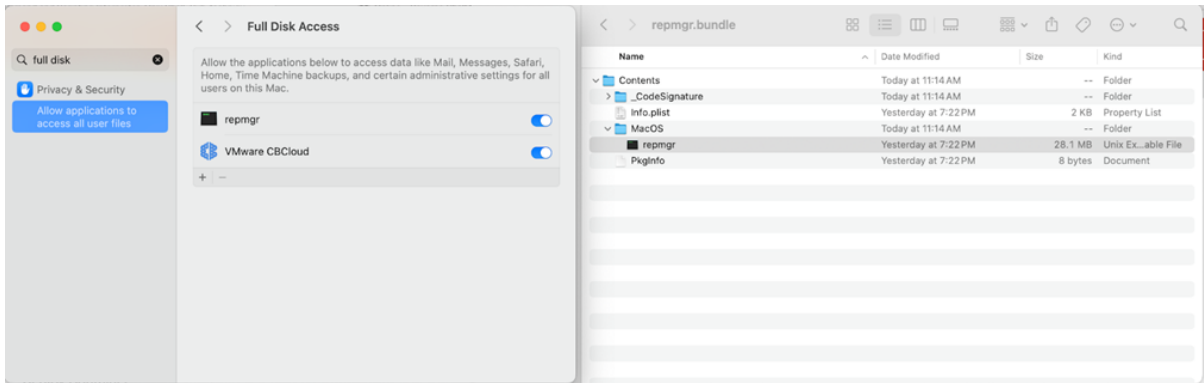 full disk
Privacy & Security
Allow applications to
access all user files
Full Disk Access
Allow the applications below to access data like Mail, Messages, Safari,
Home, Time Machine backups, and certain administrative settings for all
users on this Mac.
repmgr
VMware CBCloud
repmgr.bundle
Name Date Modified Size Kind
Contents Today at 11:14 AM -- Folder
_CodeSignature Today at 11:14 AM -- Folder
Info.plist Yesterday at 7:22 PM 2 KB Property List
MacOS Today at 11:14 AM -- Folder
repmgr Yesterday at 7:22 PM 28.1 MB Unix Ex...able File
PkgInfo Yesterday at 7:22 PM 8 bytes Document